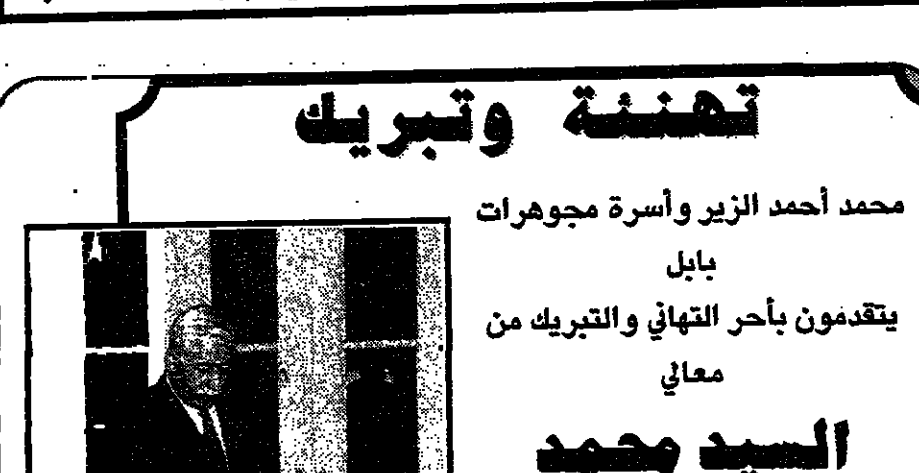 تهنئة وتبريك
محمد أحمد الزير وأسرة مجوهرات
بابل
يتقدمون بأحر التهاني والتبريك من
معالي
السيد محمد